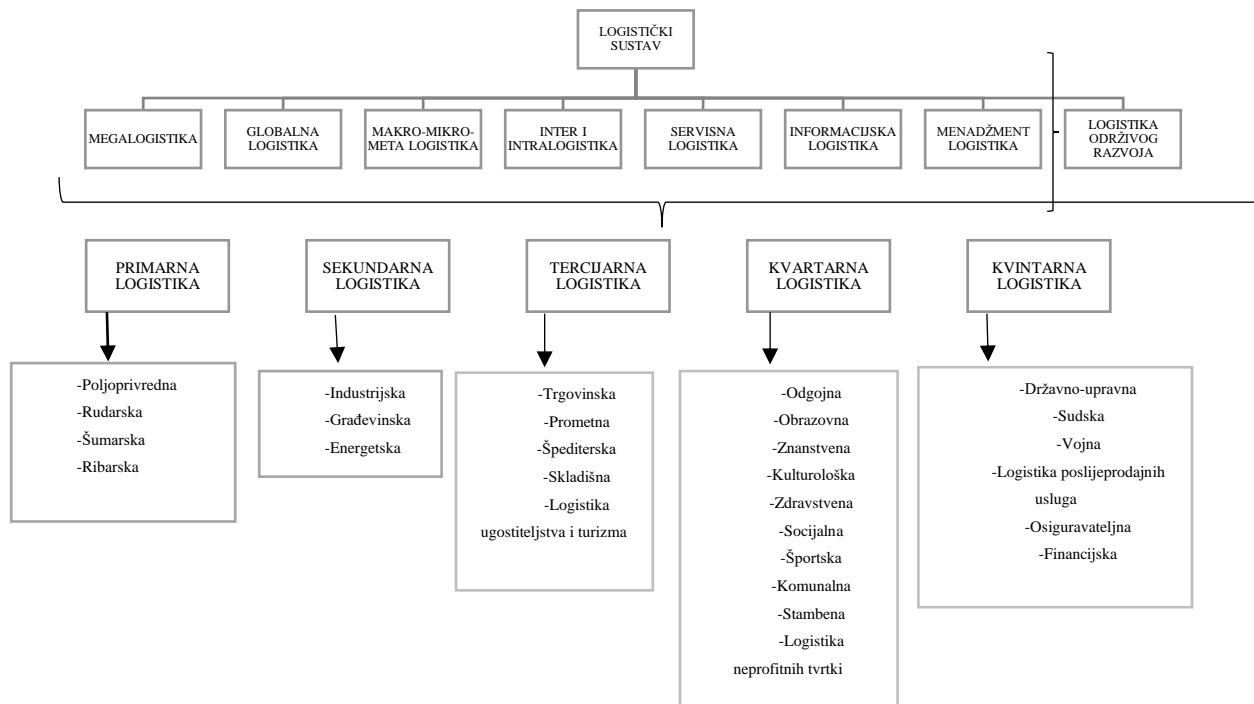 LOGISTIČKI
SUSTAV
MEGALOGISTIKA
GLOBALNA
LOGISTIKA
MAKRO-MIKRO-
META LOGISTIKA
INTER I
INTRALOGISTIKA
SERVISNA
LOGISTIKA
INFORMACIJSKA
LOGISTIKA
MENADŽMENT
LOGISTIKA
LOGISTIKA
ODRŽIVOG
RAZVOJA
PRIMARNA
LOGISTIKA
SEKUNDARNA
LOGISTIKA
TERCIJARNA
LOGISTIKA
KVARTARNA
LOGISTIKA
KVINTARNA
LOGISTIKA
-Poljoprivredna
-Rudarska
-Šumarska
-Ribarska
-Industrijska
-Građevinska
-Energetska
-Trgovinska
-Prometna
-Špediterska
-Skladišna
-Logistika
ugostiteljstva i turizma
-Odgojna
-Obrazovna
-Znanstvena
-Kulturološka
-Zdravstvena
-Socijalna
-Športska
-Komunalna
-Stambena
-Logistika
neprofitnih tvrtki
-Državno-upravna
-Sudska
-Vojna
-Logistika poslijeprodajnih
usluga
-Osiguravateljna
-Financijska